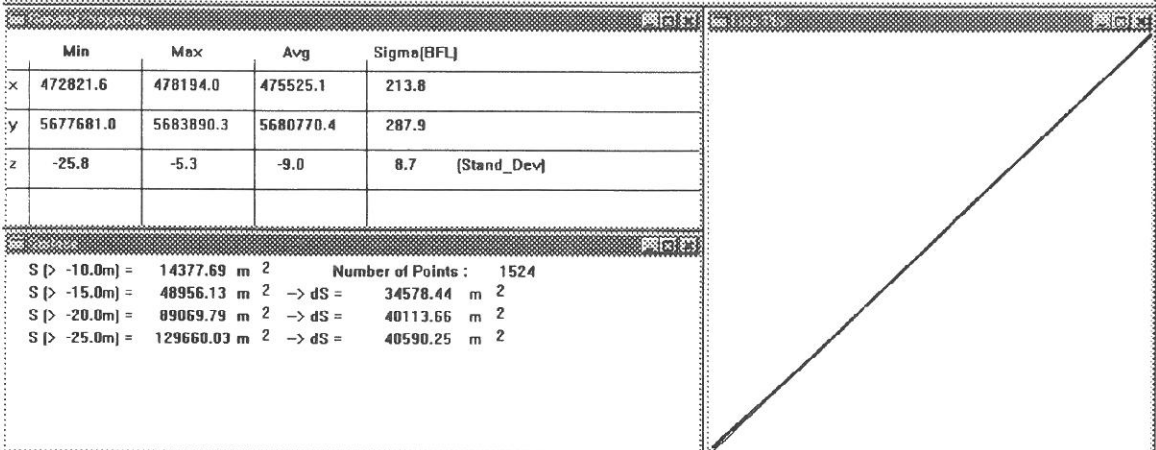 Min Max Avg Sigma(BFL)
x 472821.6 478194.0 475525.1 213.8
y 5677681.0 5683890.3 5680770.4 287.9
z -25.8 -5.3 -9.0 8.7 (Stand_Dev)
S (> -10.0m) = 14377.69 m 2 Number of Points : 1524
S (> -15.0m) = 48956.13 m 2 -> dS = 34578.44 m 2
S (> -20.0m) = 89069.79 m 2 -> dS = 40113.66 m 2
S (> -25.0m) = 129660.03 m 2 -> dS = 40590.25 m 2